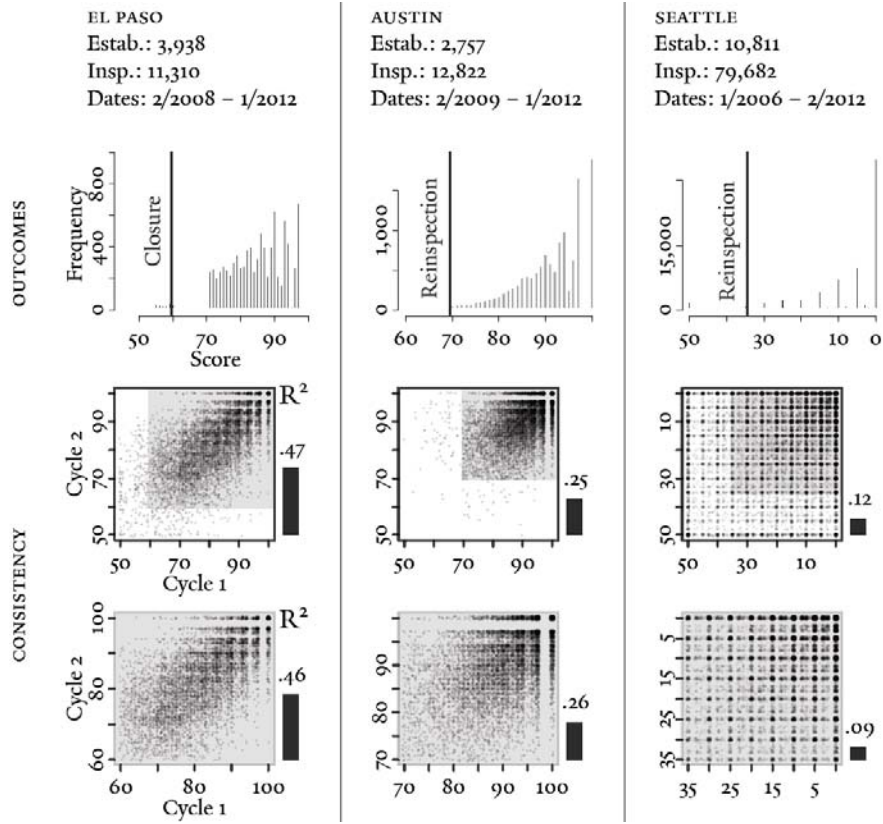 EL PASO
Estab.: 3,938
Insp.: 11,310
Dates: 2/2008 – 1/2012
AUSTIN
Estab.: 2,757
Insp.: 12,822
Dates: 2/2009 – 1/2012
SEATTLE
Estab.: 10,811
Insp.: 79,682
Dates: 1/2006 – 2/2012
OUTCOMES
Frequency
0 400 800
Closure
50 70 90
Score
0 1,000
Reinspection
60 70 80 90
0 15,000
Reinspection
50 30 10 0
CONSISTENCY
Cycle 2
50 70 90
R²
.47
50 70 90
Cycle 1
50 70 90
.25
50 70 90
10
30
50
.12
50 30 10
Cycle 2
60 80 100
R²
.46
60 80 100
Cycle 1
70 80 90
.26
70 80 90 100
5
15
25
35
.09
35 25 15 5